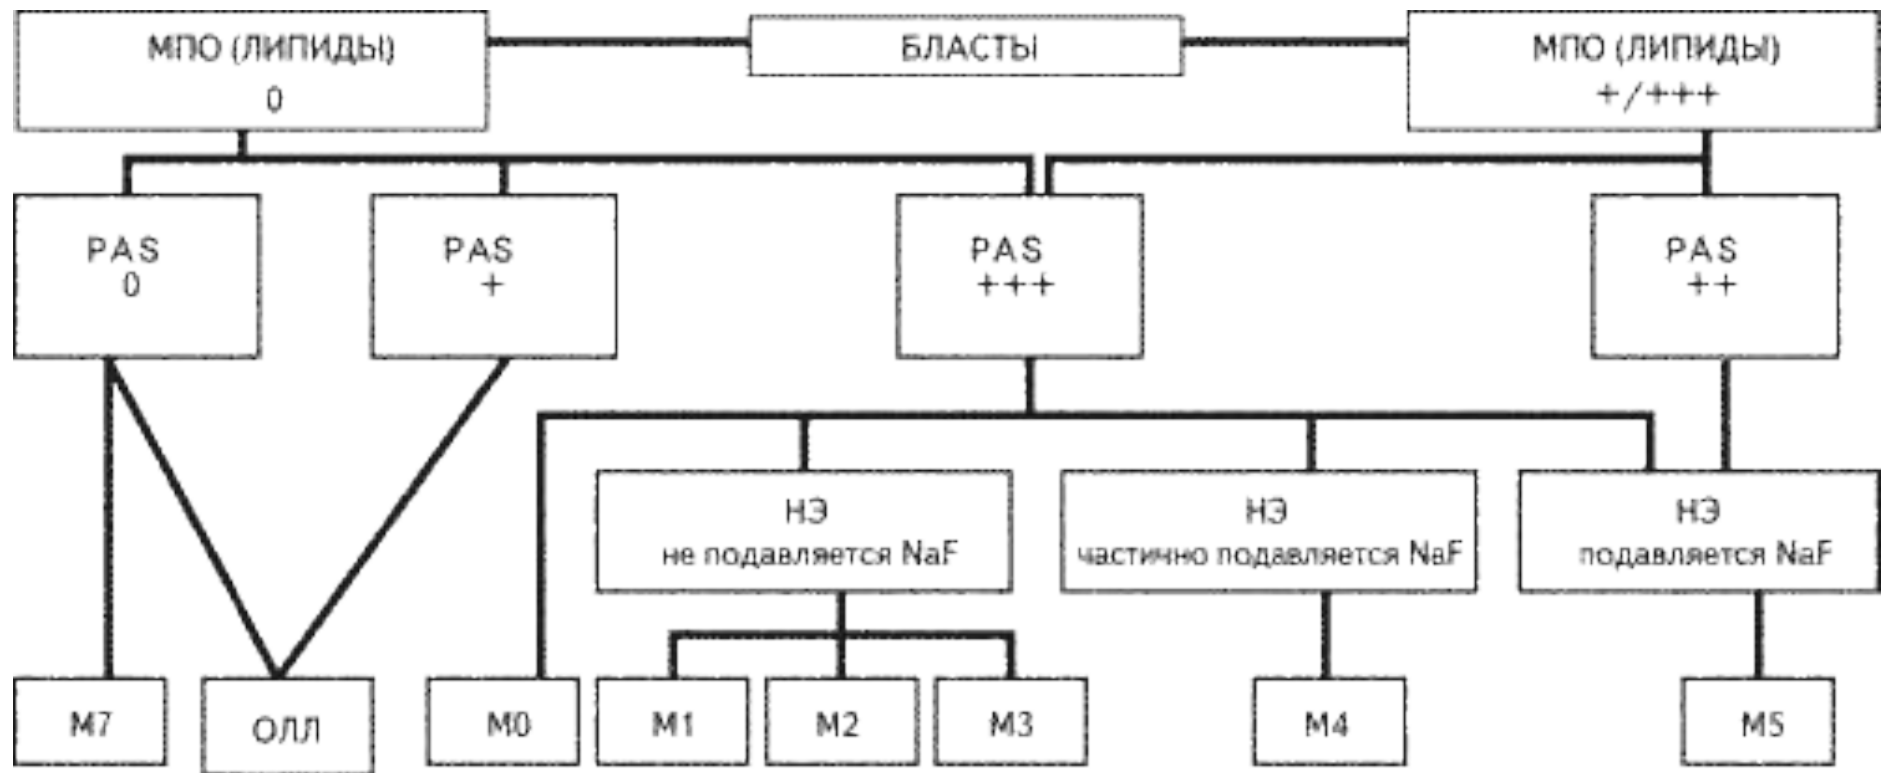 МПО (ЛИПИДЫ)
0
БЛАСТЫ
МПО (ЛИПИДЫ)
+/+++
PAS
0
PAS
+
PAS
+++
PAS
++
НЭ
не подавляется NaF
НЭ
частично подавляется NaF
НЭ
подавляется NaF
М7
ОЛЛ
М0
М1
М2
М3
М4
М5